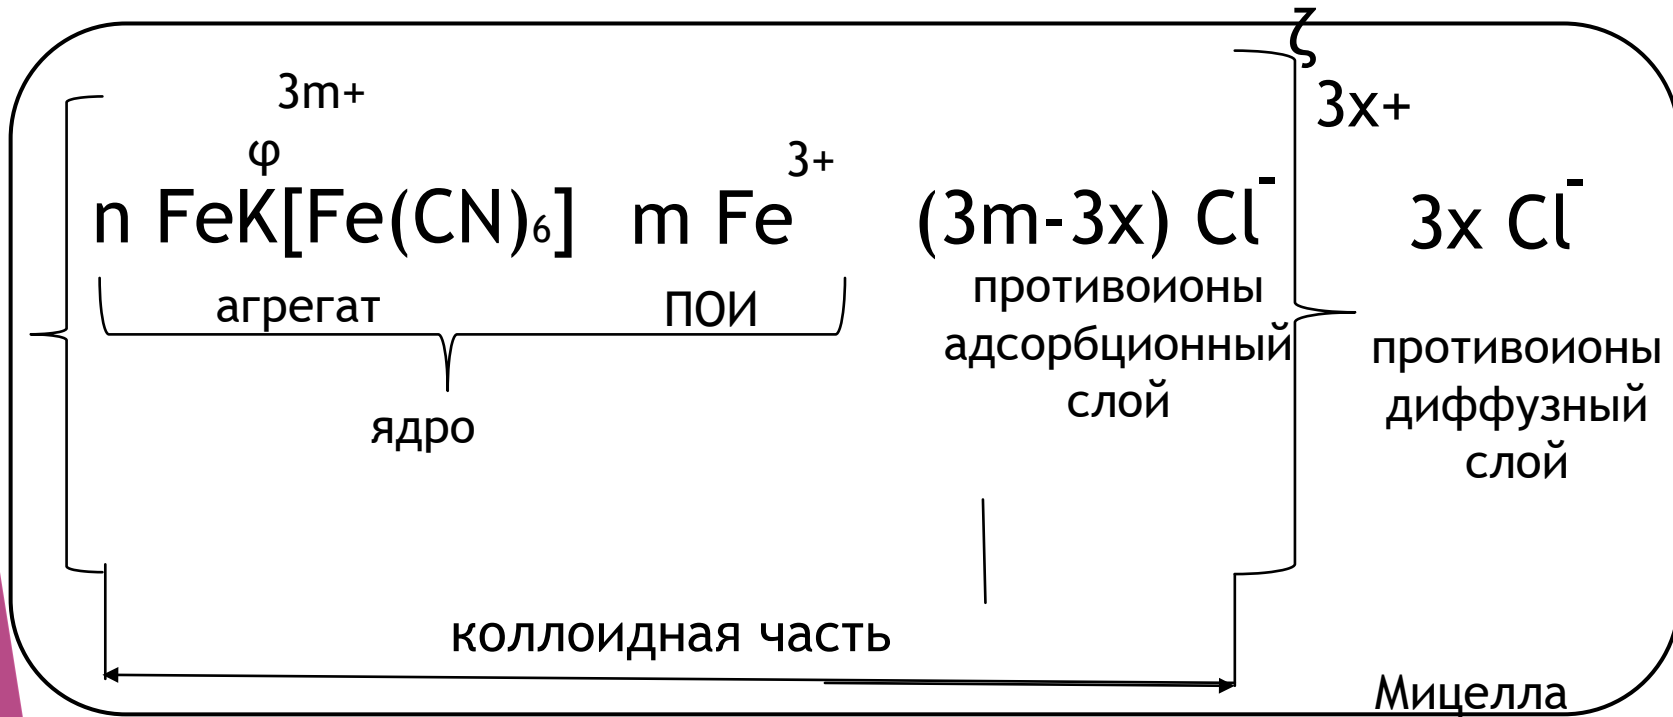 ζ
3m+
3x+
φ
3+
n FeK[Fe(CN)₆] m Fe (3m-3x) Cl⁻ 3x Cl⁻
агрегат
ПОИ
противоионы
адсорбционный
слой
противоионы
диффузный
слой
ядро
коллоидная часть
Мицелла